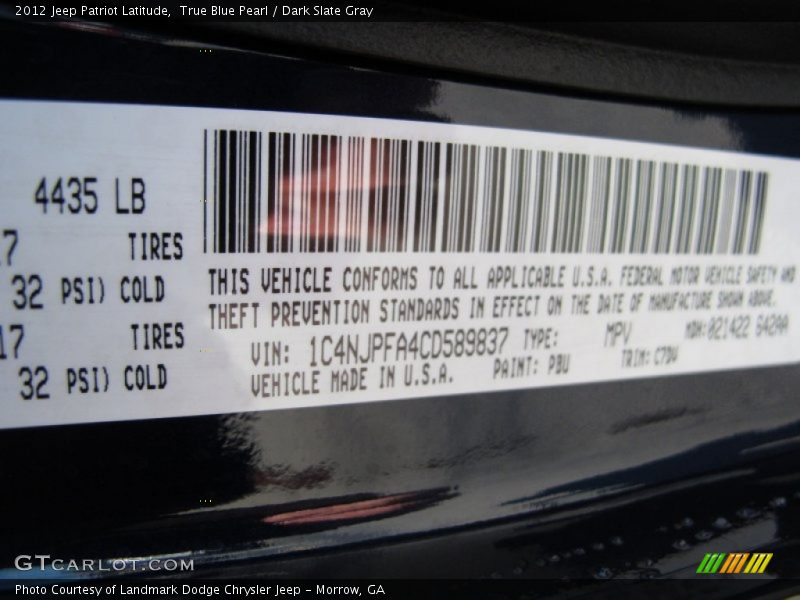 2012 Jeep Patriot Latitude, True Blue Pearl / Dark Slate Gray
4435 LB
17 TIRES
32 PSI) COLD
17 TIRES
32 PSI) COLD
THIS VEHICLE CONFORMS TO ALL APPLICABLE U.S.A. FEDERAL MOTOR VEHICLE SAFETY AND
THEFT PREVENTION STANDARDS IN EFFECT ON THE DATE OF MANUFACTURE SHOWN ABOVE.
VIN: 1C4NJPFA4CD589837 TYPE: MPV MDH:021422
VEHICLE MADE IN U.S.A. PAINT: PBU TRIM: C7DV
GTCARLOT.COM
Photo Courtesy of Landmark Dodge Chrysler Jeep - Morrow, GA